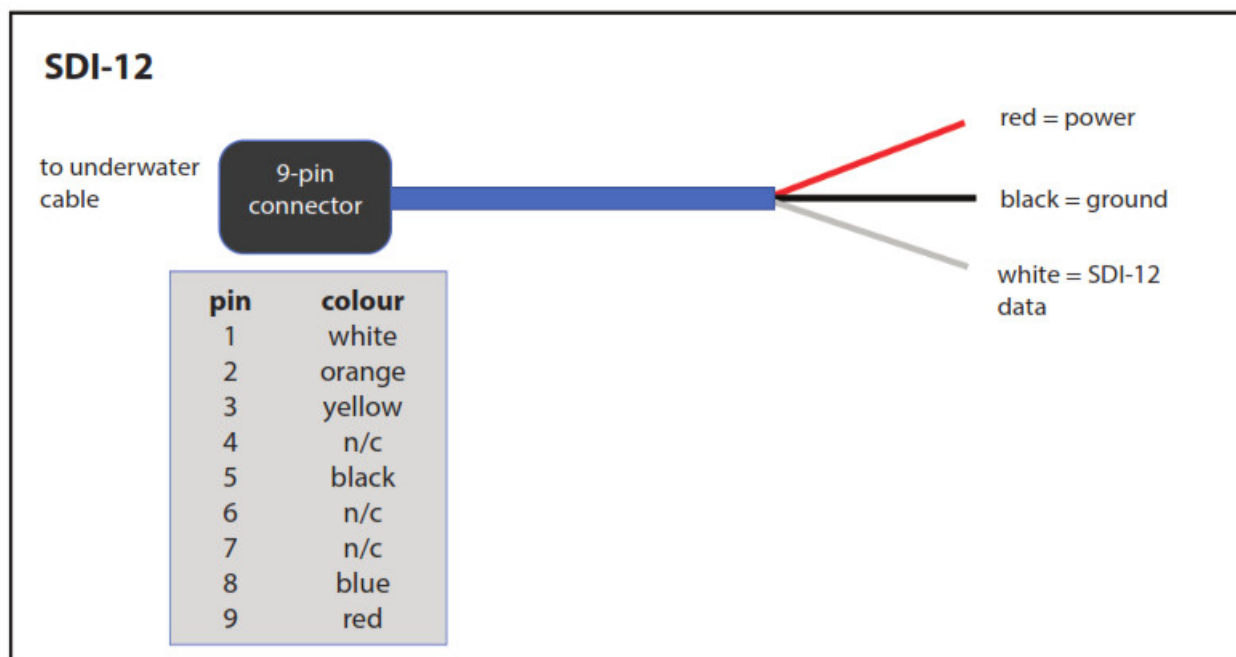 SDI-12
to underwater
cable
9-pin
connector
red = power
black = ground
white = SDI-12
data
pin colour
1 white
2 orange
3 yellow
4 n/c
5 black
6 n/c
7 n/c
8 blue
9 red